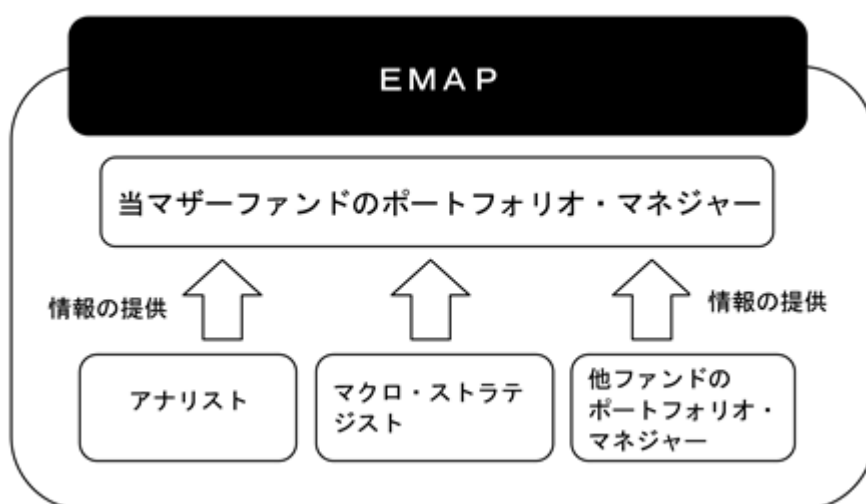 EMAP
当マザーファンドのポートフォリオ・マネジャー
情報の提供
情報の提供
アナリスト
マクロ・ストラテ
ジスト
他ファンドの
ポートフォリオ・
マネジャー